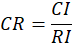 CR = CI / RI